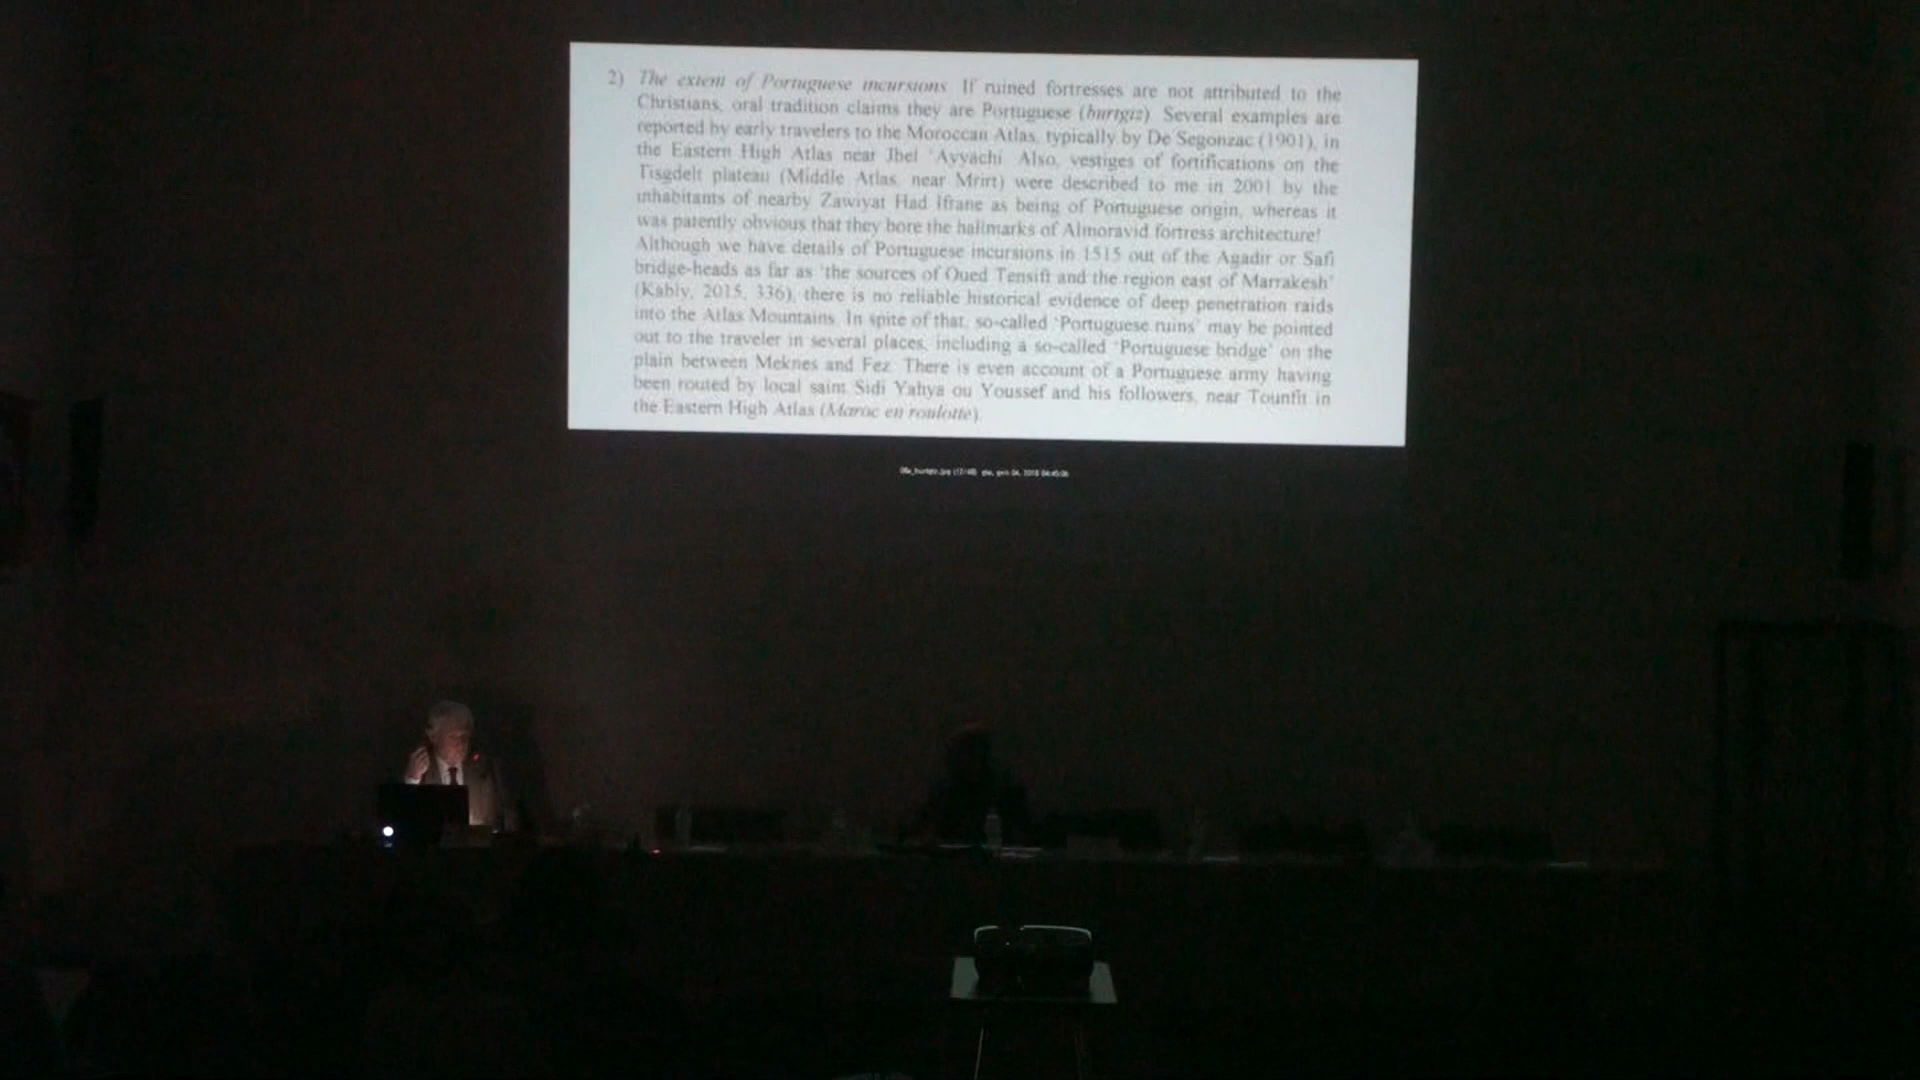 2) The extent of Portuguese incursions. If ruined fortresses are not attributed to the
Christians, oral tradition claims they are Portuguese (burtgiz). Several examples are
reported by early travelers to the Moroccan Atlas, typically by De Segonzac (1901), in
the Eastern High Atlas near Jbel 'Ayyachi. Also, vestiges of fortifications on the
Tisgdelt plateau (Middle Atlas, near Mrirt) were described to me in 2001 by the
inhabitants of nearby Zawiyat Had Ifrane as being of Portuguese origin, whereas it
was patently obvious that they bore the hallmarks of Almoravid fortress architecture!
Although we have details of Portuguese incursions in 1515 out of the Agadir or Safi
bridge-heads as far as 'the sources of Oued Tensift and the region east of Marrakesh'
(Kably, 2015, 336), there is no reliable historical evidence of deep penetration raids
into the Atlas Mountains. In spite of that, so-called 'Portuguese ruins' may be pointed
out to the traveler in several places, including a so-called 'Portuguese bridge' on the
plain between Meknes and Fez. There is even account of a Portuguese army having
been routed by local saint Sidi Yahya ou Youssef and his followers, near Tounfit in
the Eastern High Atlas (Maroc en roulotte).